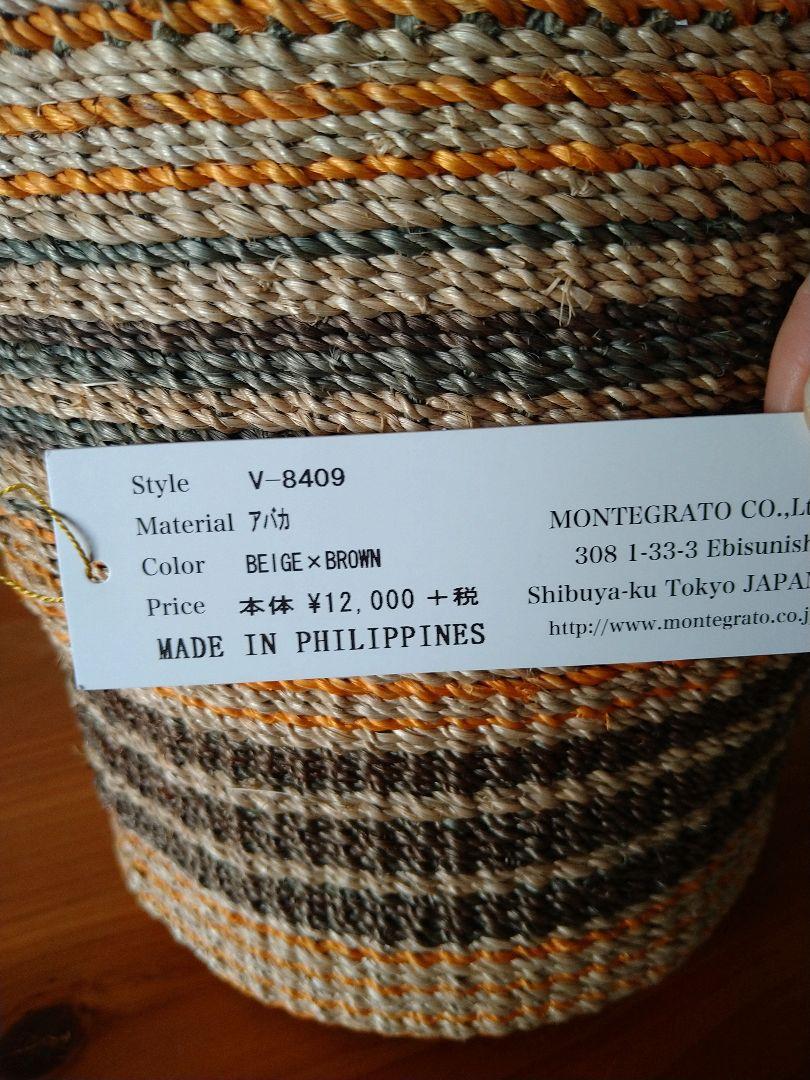 Style V-8409
Material アバカ
Color BEIGE×BROWN
Price 本体 ¥12,000 +税
MADE IN PHILIPPINES
MONTEGRATO CO.,Lt
308 1-33-3 Ebisunish
Shibuya-ku Tokyo JAPAN
http://www.montegrato.co.j